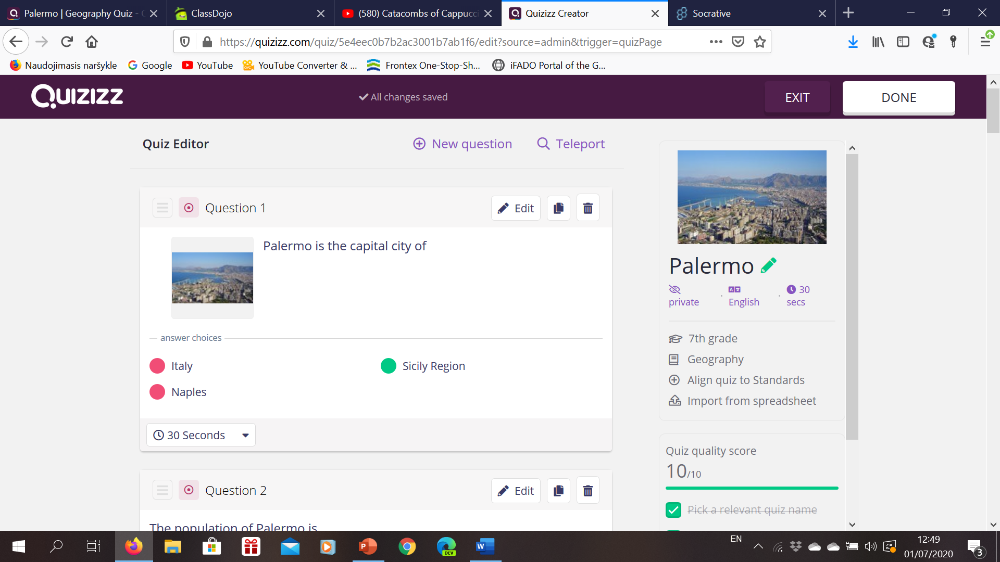 Palermo | Geography Quiz -
ClassDojo
(580) Catacombs of Cappucci
Quizizz Creator
Socrative
https://quizizz.com/quiz/5e4eec0b7b2ac3001b7ab1f6/edit?source=admin&trigger=quizPage
Naudojimasis naršykle
Google
YouTube
YouTube Converter & ...
Frontex One-Stop-Sh...
iFADO Portal of the G...
QUIZIZZ
All changes saved
EXIT
DONE
Quiz Editor
New question
Teleport
Question 1
Edit
Palermo is the capital city of
answer choices
Italy
Sicily Region
Naples
30 Seconds
Question 2
Edit
The population of Palermo is
Palermo
private
English
30 secs
7th grade
Geography
Align quiz to Standards
Import from spreadsheet
Quiz quality score
10/10
Pick a relevant quiz name
DEV
EN
12:49
01/07/2020
3